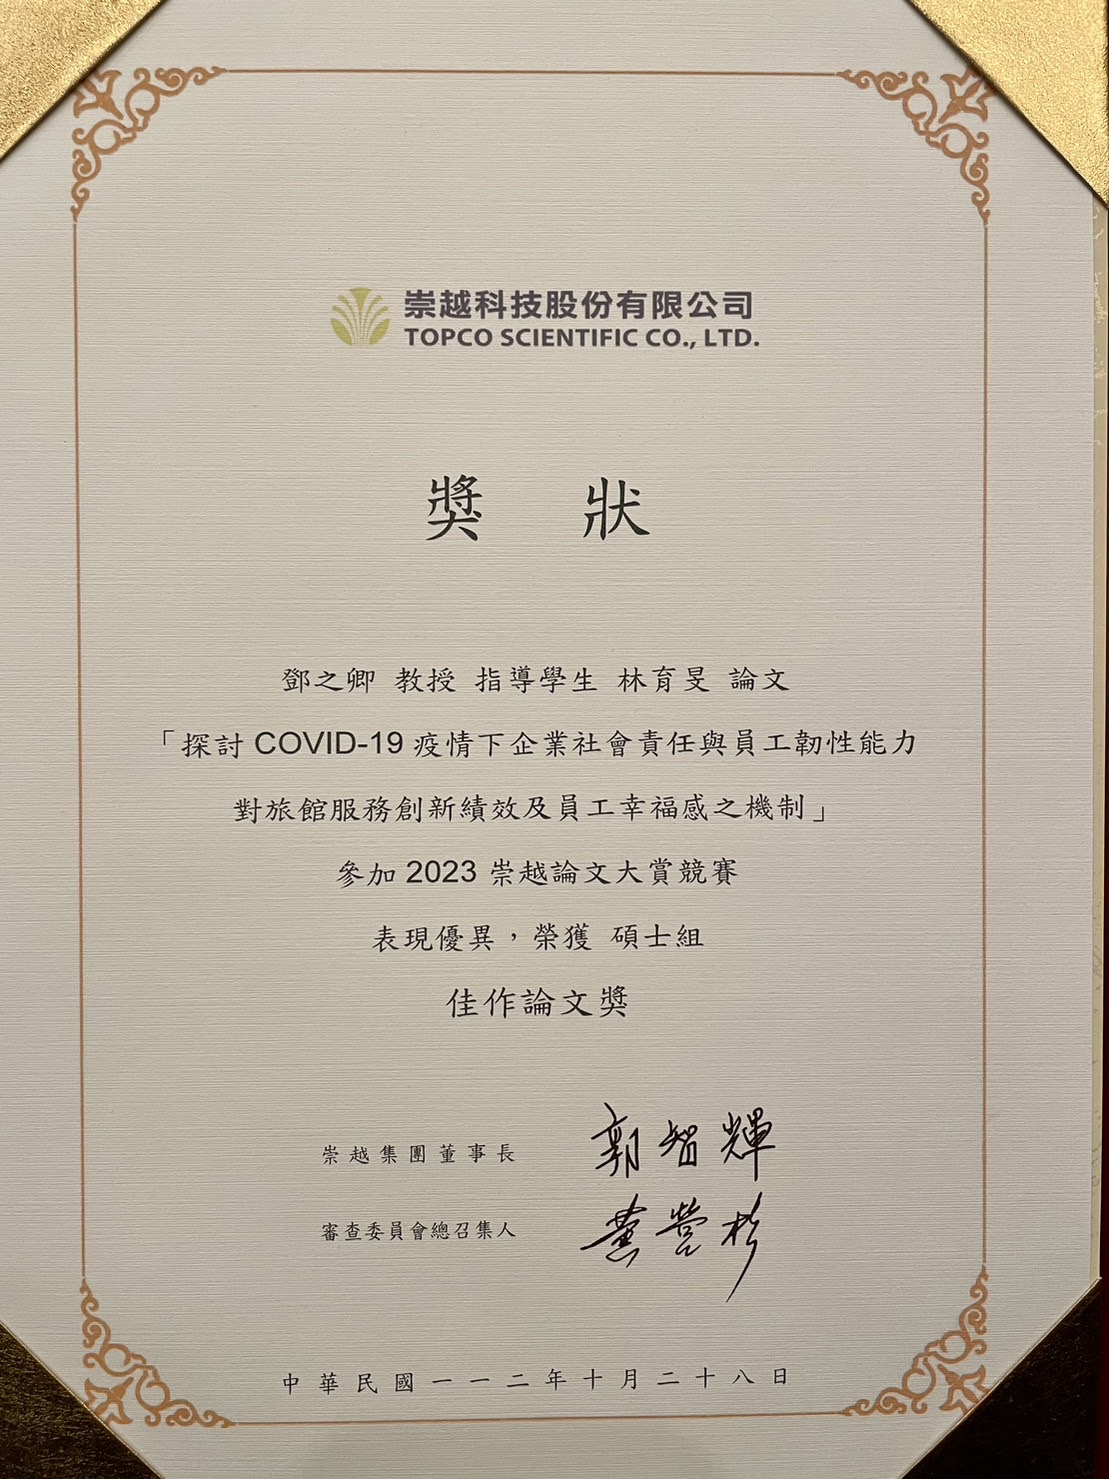 崇越科技股份有限公司
TOPCO SCIENTIFIC CO., LTD.
獎 狀
鄧之卿 教授 指導學生 林育旻 論文
「探討 COVID-19 疫情下企業社會責任與員工韌性能力
對旅館服務創新績效及員工幸福感之機制」
參加 2023 崇越論文大賞競賽
表現優異，榮獲 碩士組
佳作論文獎
崇越集團董事長 郭智輝
審查委員會總召集人 黃營杉
中華民國一一二年十月二十八日